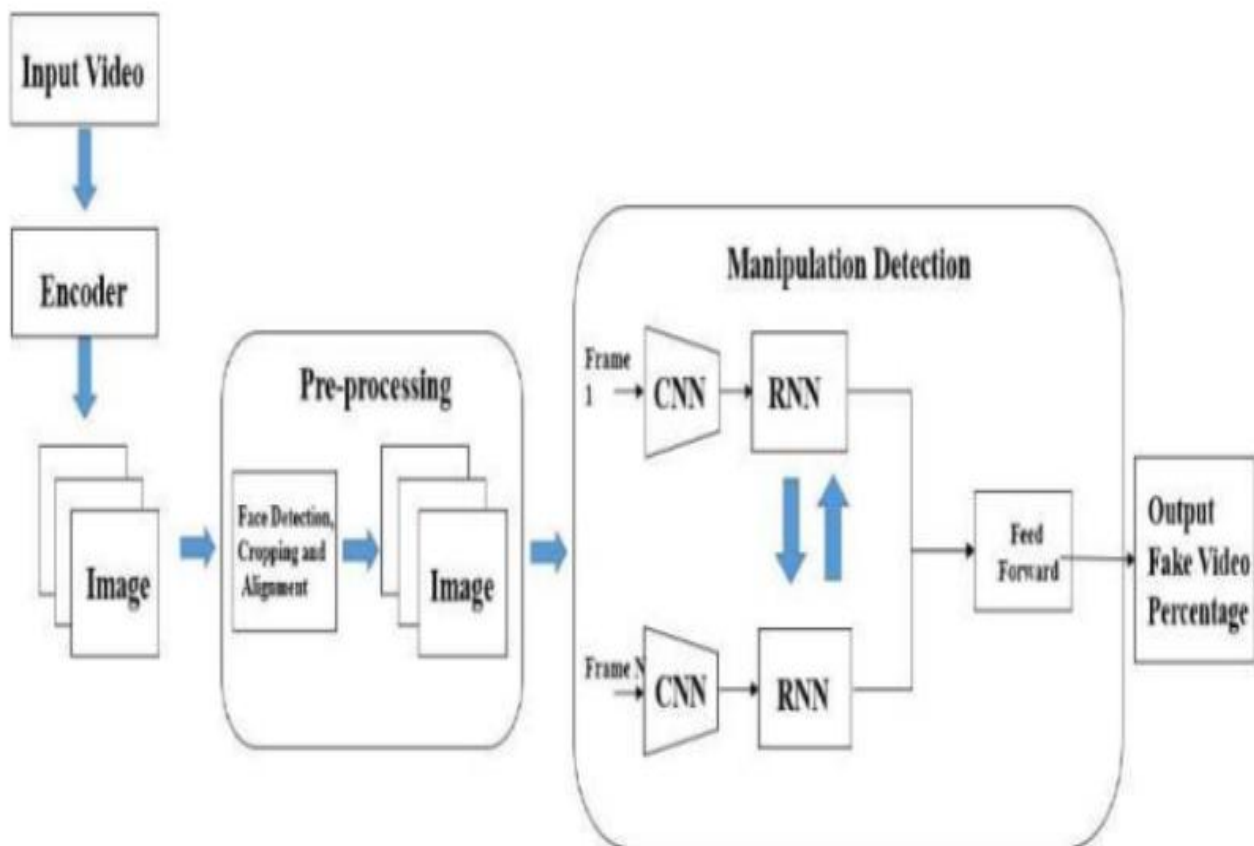 Input Video
Encoder
Image
Pre-processing
Face Detection,
Cropping and
Alignment
Image
Manipulation Detection
Frame
1
CNN
RNN
Frame N
CNN
RNN
Feed
Forward
Output
Fake Video
Percentage